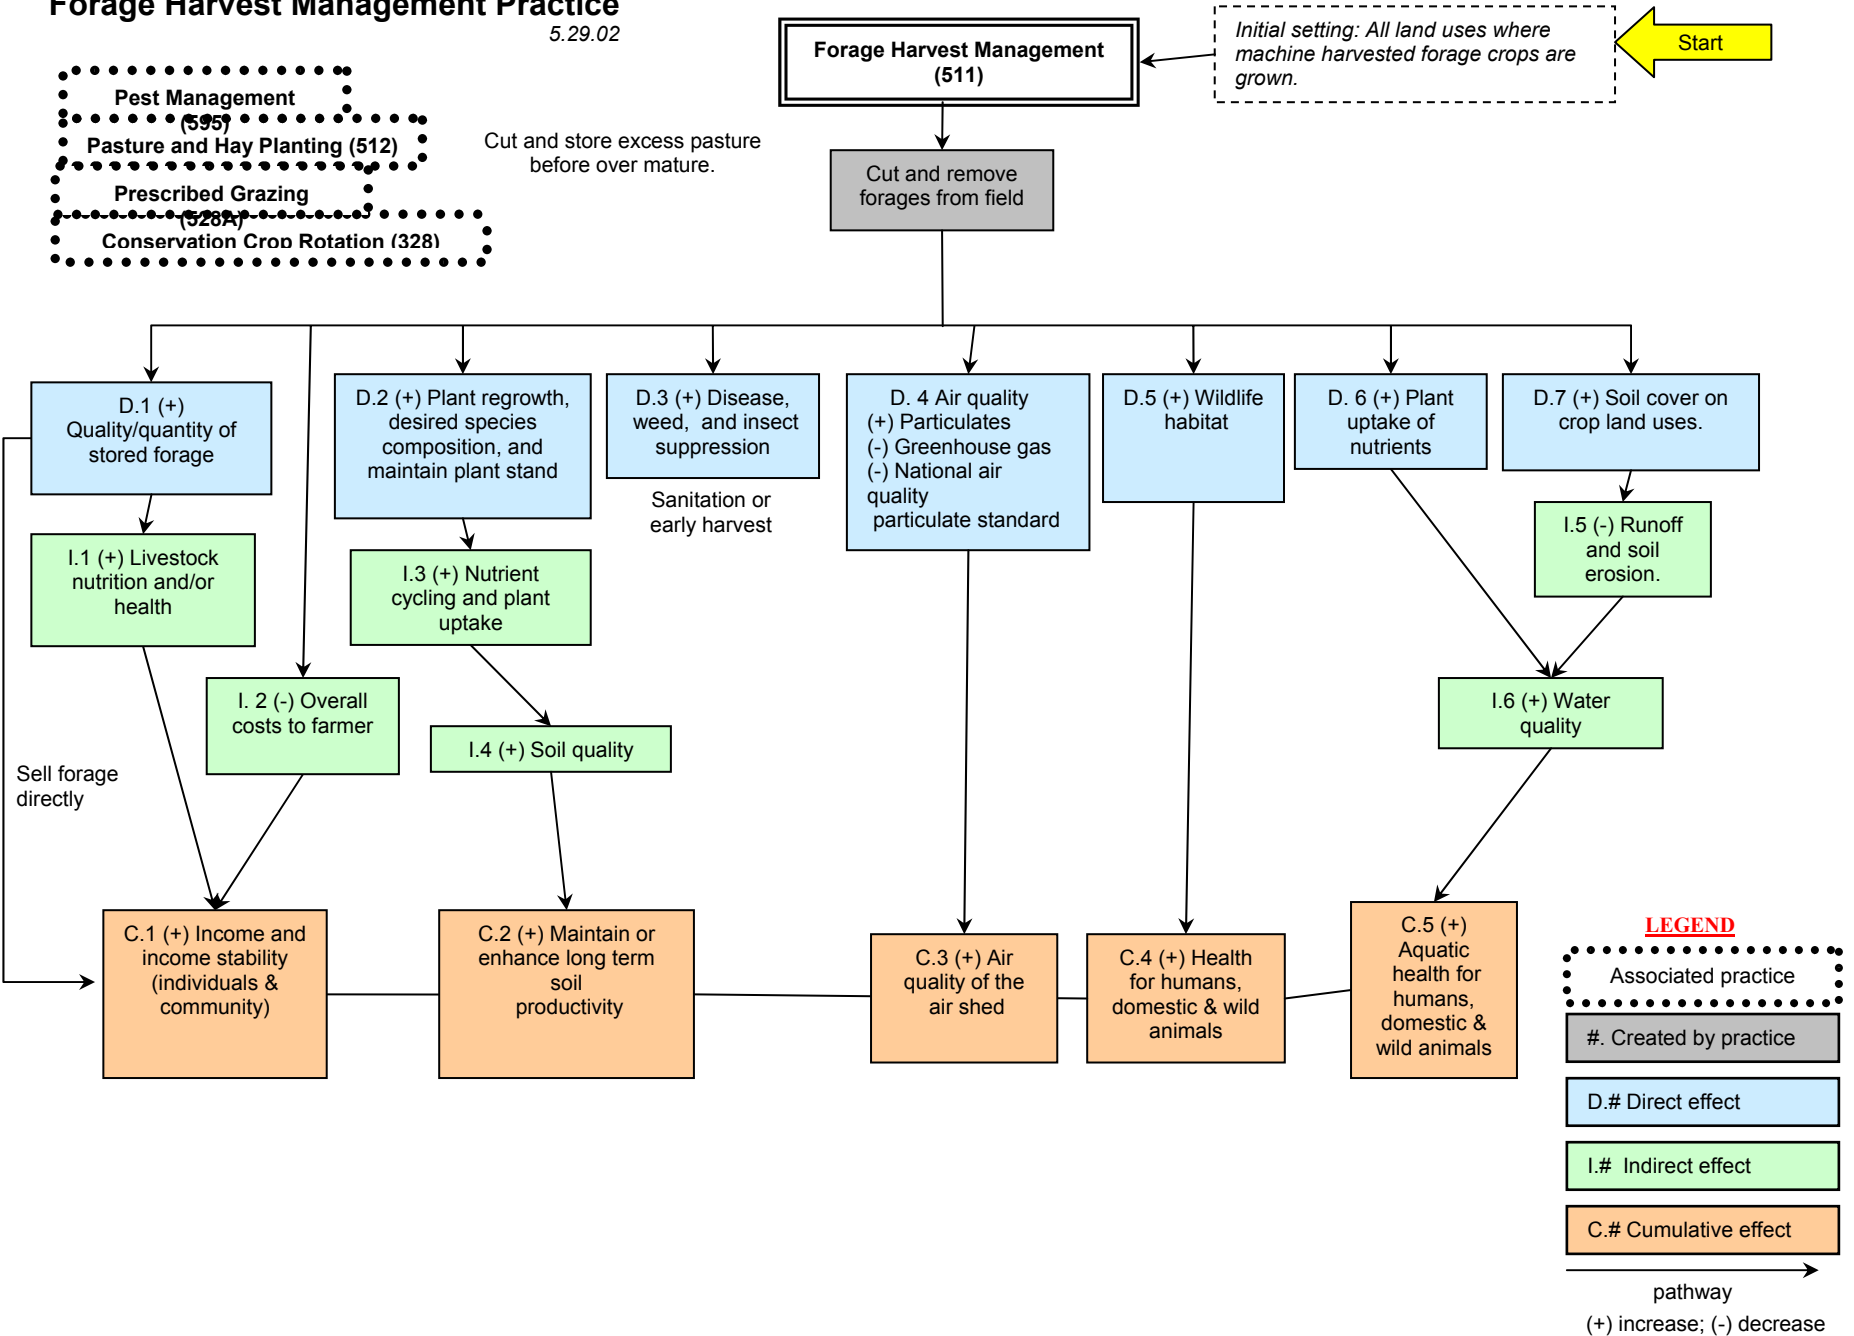 Forage Harvest Management Practice
5.29.02
Forage Harvest Management
(511)
Initial setting: All land uses where
machine harvested forage crops are
grown.
Start
Pest Management
(595)
Pasture and Hay Planting (512)
Prescribed Grazing
(528A)
Conservation Crop Rotation (328)
Cut and store excess pasture
before over mature.
Cut and remove
forages from field
D.1 (+)
Quality/quantity of
stored forage
D.2 (+) Plant regrowth,
desired species
composition, and
maintain plant stand
D.3 (+) Disease,
weed,  and insect
suppression
Sanitation or
early harvest
D. 4 Air quality
(+) Particulates
(-) Greenhouse gas
(-) National air
quality
particulate standard
D.5 (+) Wildlife
habitat
D. 6 (+) Plant
uptake of
nutrients
D.7 (+) Soil cover on
crop land uses.
I.1 (+) Livestock
nutrition and/or
health
I.3 (+) Nutrient
cycling and plant
uptake
I.5 (-) Runoff
and soil
erosion.
I. 2 (-) Overall
costs to farmer
I.4 (+) Soil quality
I.6 (+) Water
quality
Sell forage
directly
C.1 (+) Income and
income stability
(individuals &
community)
C.2 (+) Maintain or
enhance long term
soil
productivity
C.3 (+) Air
quality of the
air shed
C.4 (+) Health
for humans,
domestic & wild
animals
C.5 (+)
Aquatic
health for
humans,
domestic &
wild animals
LEGEND
Associated practice
#. Created by practice
D.# Direct effect
I.#  Indirect effect
C.# Cumulative effect
pathway
(+) increase; (-) decrease